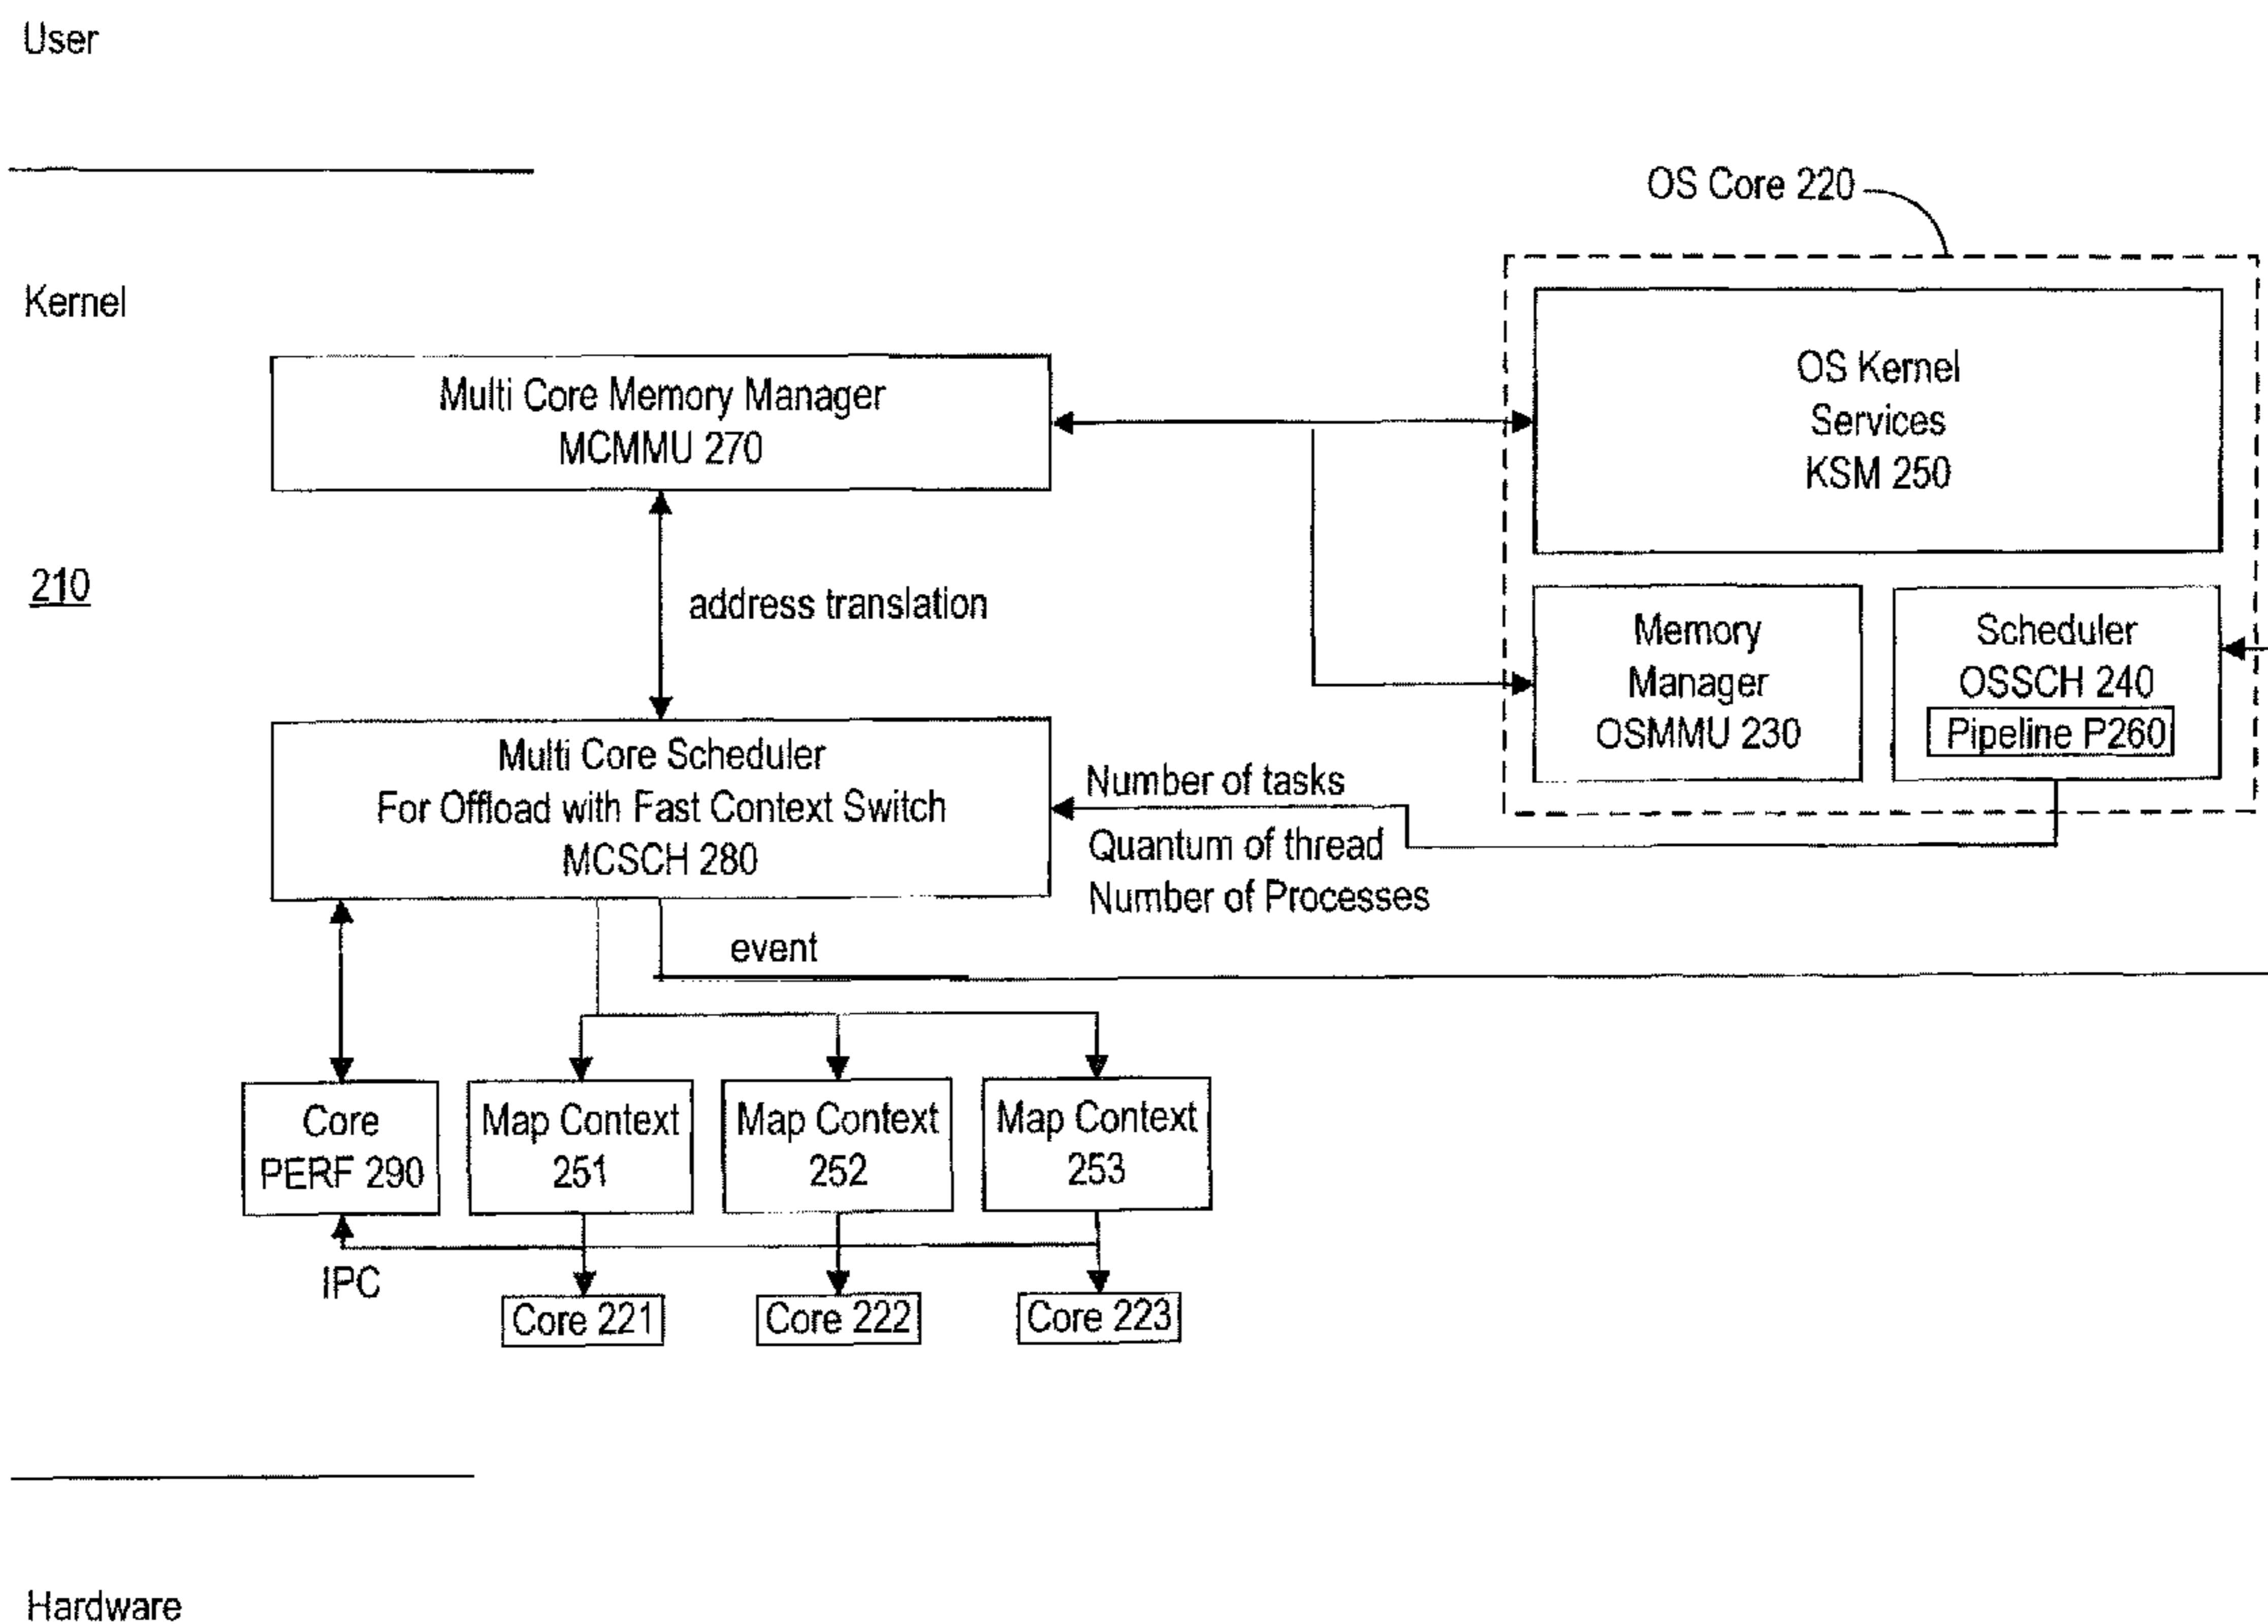 User
OS Core 220
Kernel
OS Kernel
Services
KSM 250
Multi Core Memory Manager
MCMMU 270
210
address translation
Memory
Manager
OSMMU 230
Scheduler
OSSCH 240
Pipeline P260
Multi Core Scheduler
For Offload with Fast Context Switch
MCSCH 280
Number of tasks
Quantum of thread
Number of Processes
event
Core
PERF 290
Map Context
251
Map Context
252
Map Context
253
IPC
Core 221
Core 222
Core 223
Hardware